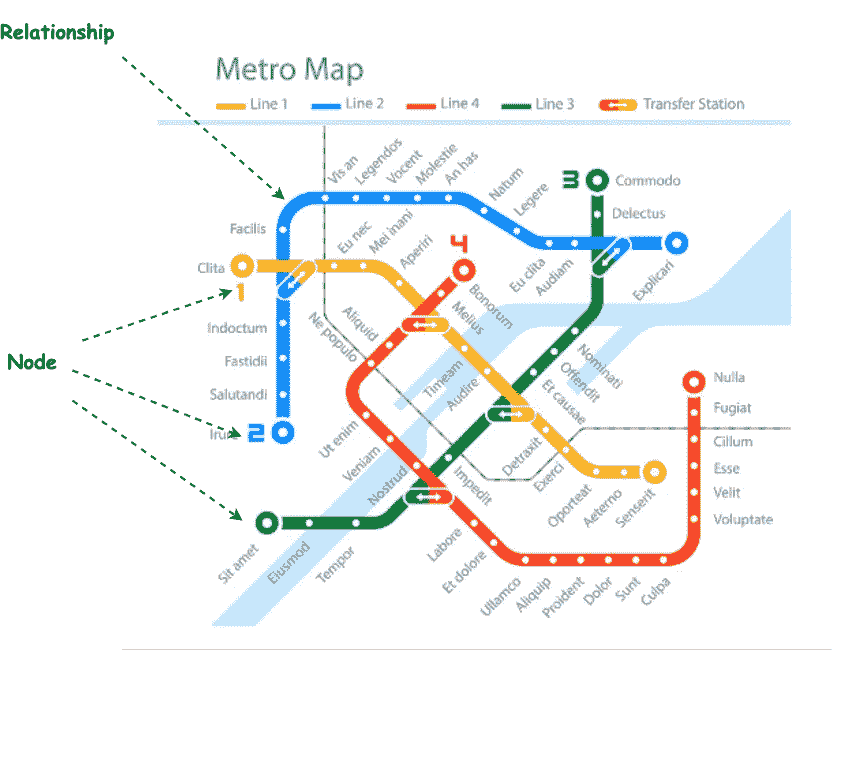 Relationship
Metro Map
Line 1
Line 2
Line 4
Line 3
Transfer Station
Vis an
Legendos
Vocent
Molestie
An has
Natum
Legere
3
Commodo
Delectus
Facilis
Eu nec
Mei inani
Aperiri
4
Clita
1
Eu clita
Audiam
Explicari
Bonorum
Melius
Aliquid
Ne populo
Indoctum
Fastidii
Salutandi
2
Node
Timeam
Audire
Nominati
Offendit
Et causae
Nulla
Fugiat
Cillum
Esse
Velit
Voluptate
Ut enim
Veniam
Nostrud
Impedit
Detraxit
Exerci
Oporteat
Aeterno
Senserit
Sit amet
Eiusmod
Tempor
Labore
Et dolore
Ullamco
Aliquip
Proident
Dolor
Sunt
Culpa